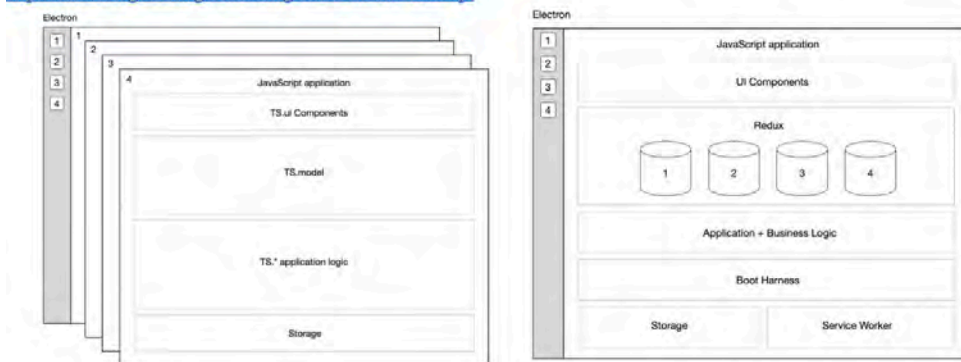 Electron
1
2
3
4
1
2
3
4
JavaScript application
TS.ui Components
TS.model
TS.* application logic
Storage
Electron
1
2
3
4
JavaScript application
UI Components
Redux
1 2 3 4
Application + Business Logic
Boot Harness
Storage Service Worker